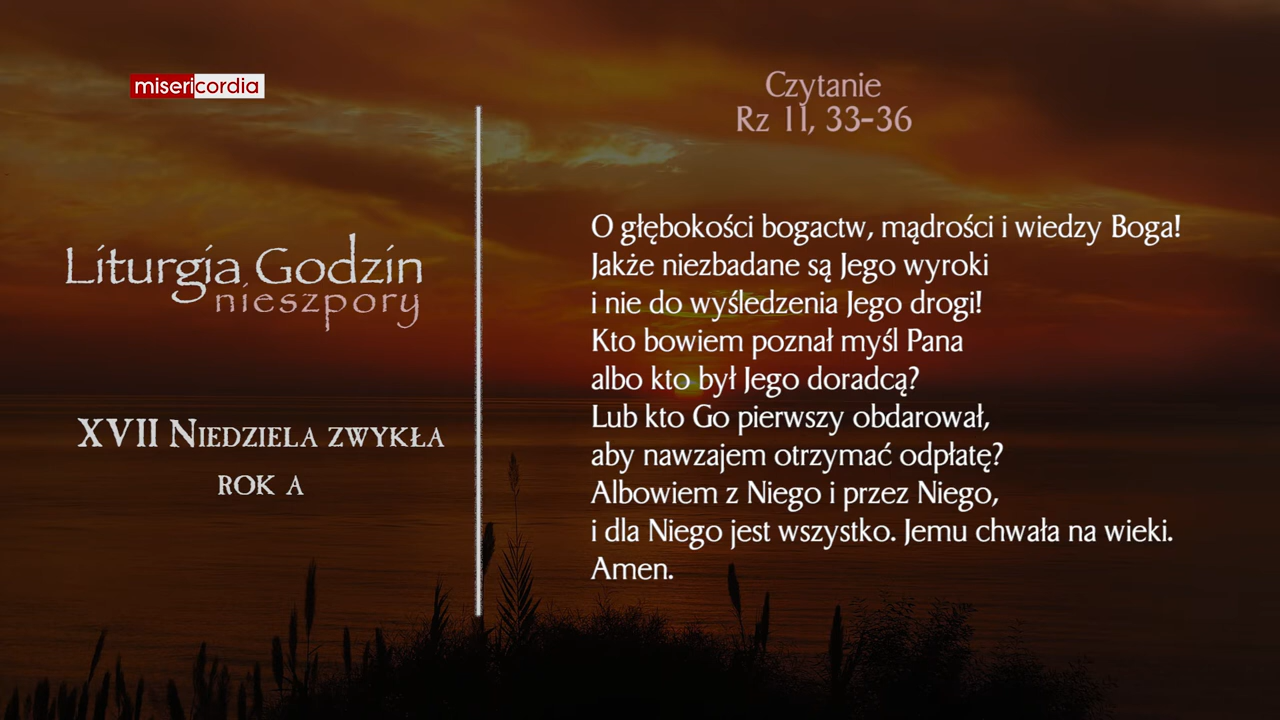 misericordia
Liturgia Godzin
nieszpory
XVII Niedziela zwykła
rok A
Czytanie
Rz 11, 33-36
O głębokości bogactw, mądrości i wiedzy Boga!
Jakże niezbadane są Jego wyroki
i nie do wyśledzenia Jego drogi!
Kto bowiem poznał myśl Pana
albo kto był Jego doradcą?
Lub kto Go pierwszy obdarował,
aby nawzajem otrzymać odpłatę?
Albowiem z Niego i przez Niego,
i dla Niego jest wszystko. Jemu chwała na wieki.
Amen.